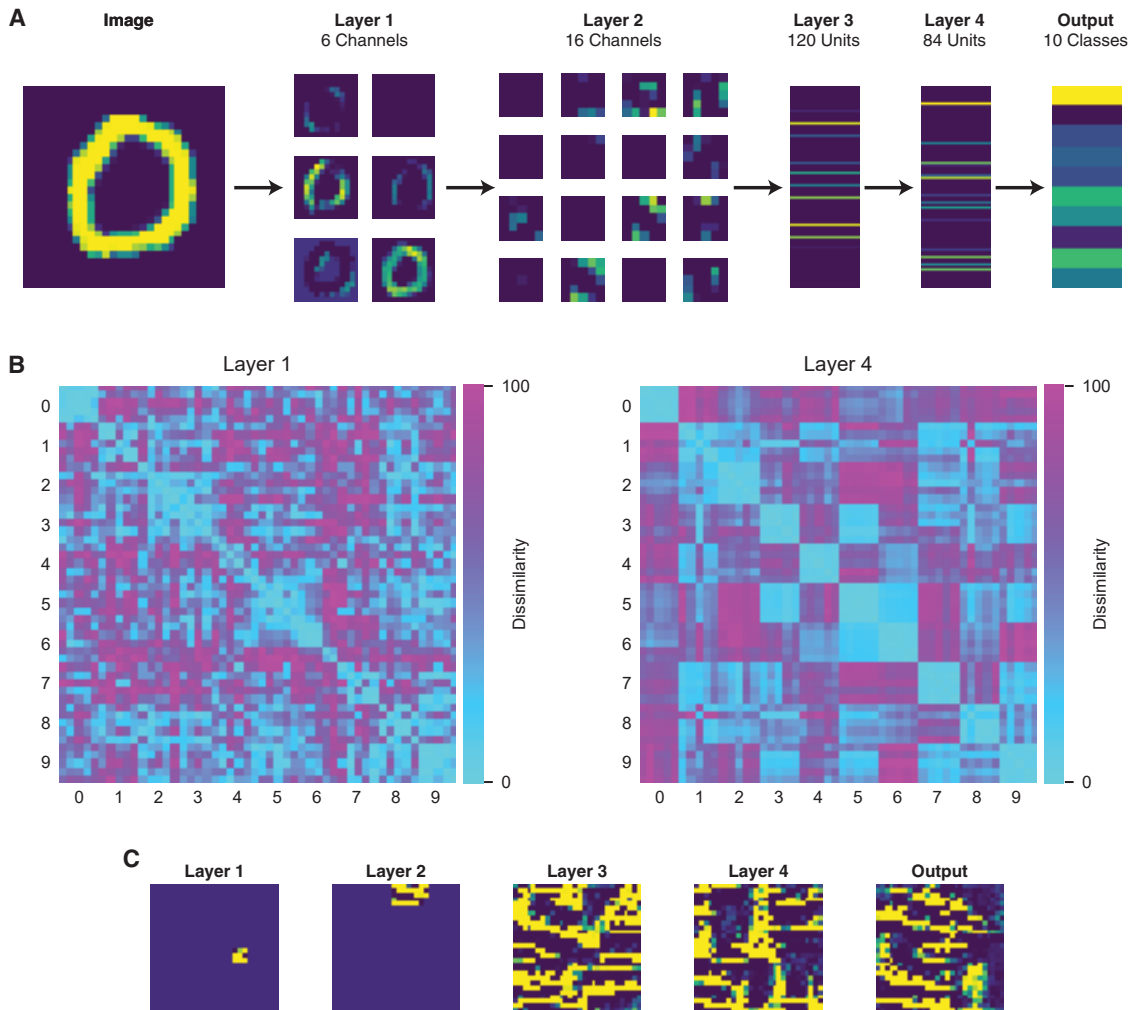 A
Image
Layer 1
6 Channels
Layer 2
16 Channels
Layer 3
120 Units
Layer 4
84 Units
Output
10 Classes
B
Layer 1
0
1
2
3
4
5
6
7
8
9
0 1 2 3 4 5 6 7 8 9
100
Dissimilarity
0
Layer 4
0
1
2
3
4
5
6
7
8
9
0 1 2 3 4 5 6 7 8 9
100
Dissimilarity
0
C
Layer 1
Layer 2
Layer 3
Layer 4
Output